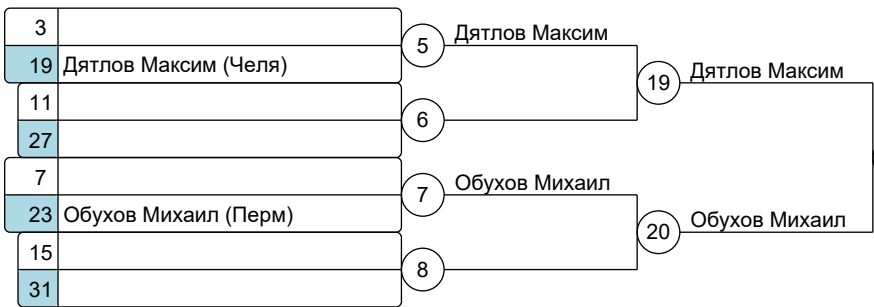 3
5 Дятлов Максим
19 Дятлов Максим (Челя)
19 Дятлов Максим
11
6
27
7
7 Обухов Михаил
23 Обухов Михаил (Перм)
20 Обухов Михаил
15
8
31